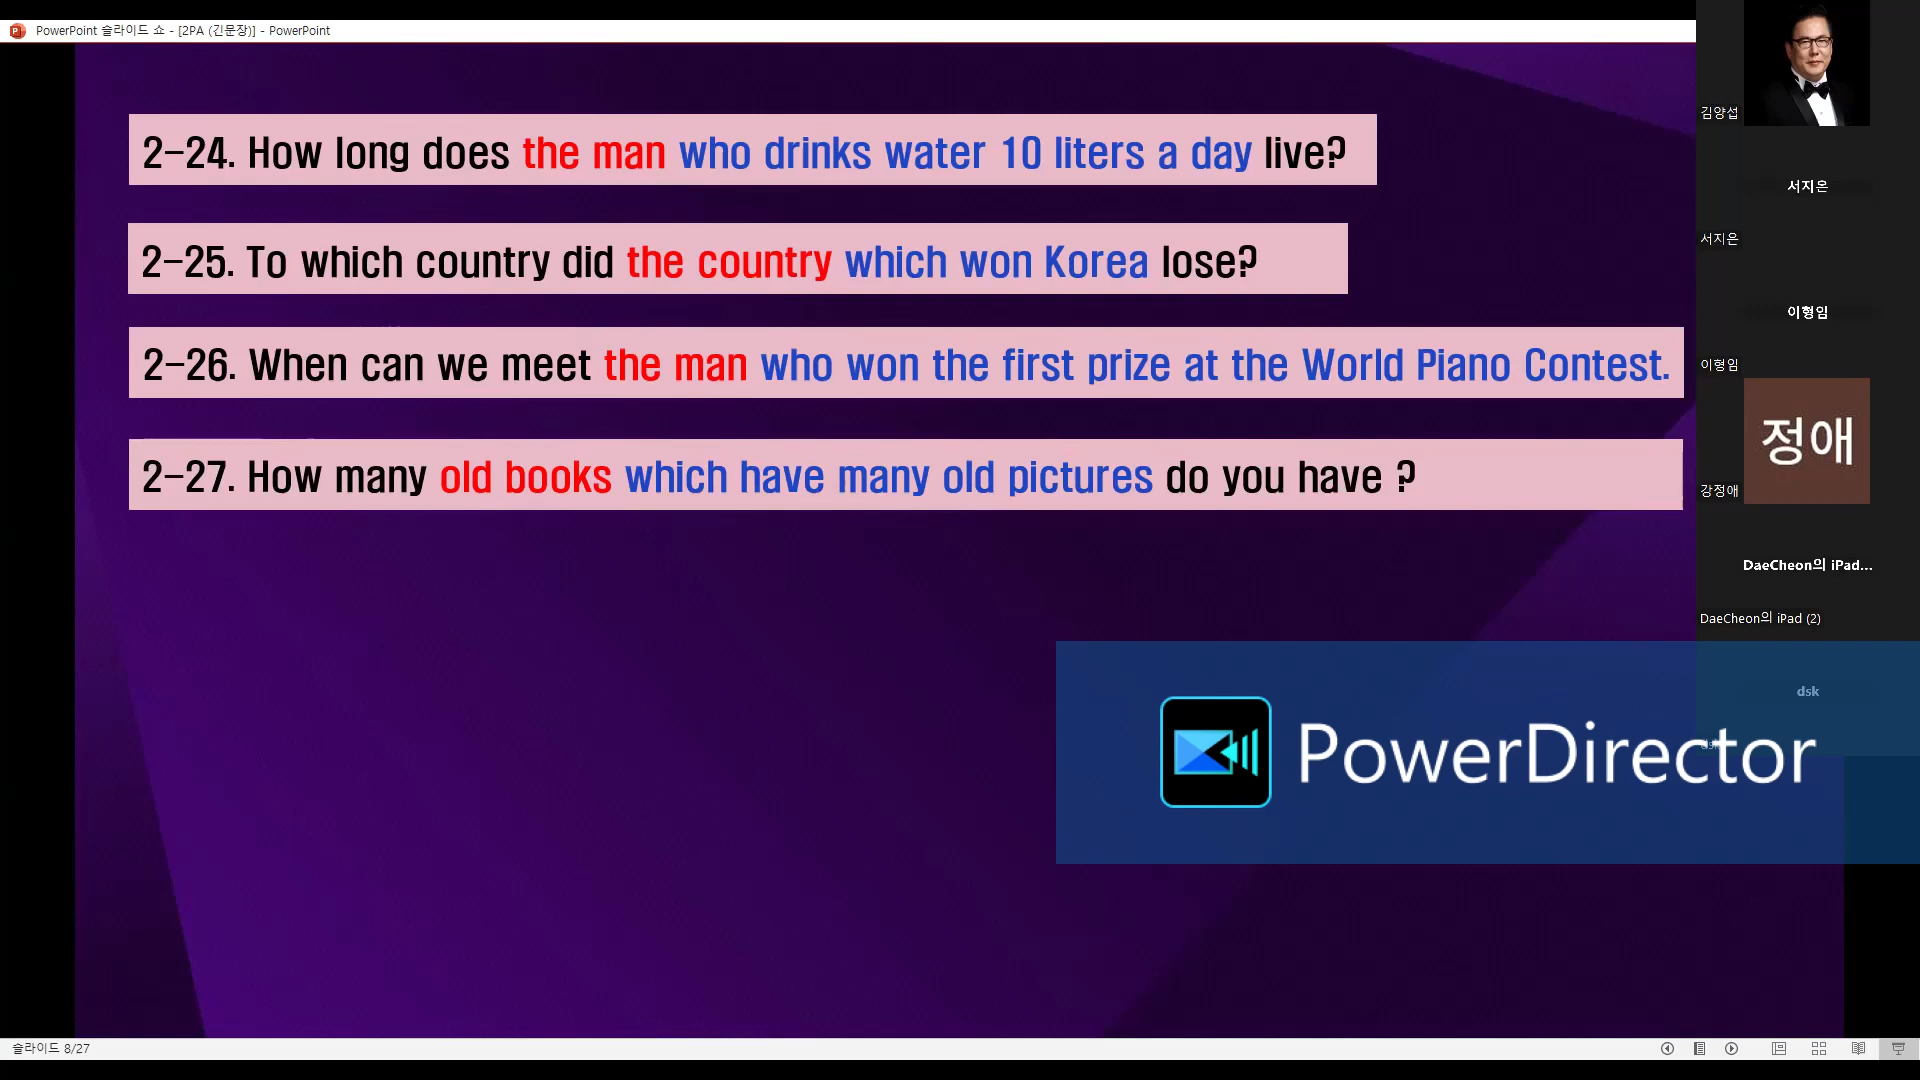 PowerPoint 슬라이드 쇼 - [2PA (긴문장)] - PowerPoint
2-24. How long does the man who drinks water 10 liters a day live?
2-25. To which country did the country which won Korea lose?
2-26. When can we meet the man who won the first prize at the World Piano Contest.
2-27. How many old books which have many old pictures do you have ?
김양섭
서지은
서지은
이형임
이형임
정애
강정애
DaeCheon의 iPad...
DaeCheon의 iPad (2)
dsk
PowerDirector
슬라이드 8/27